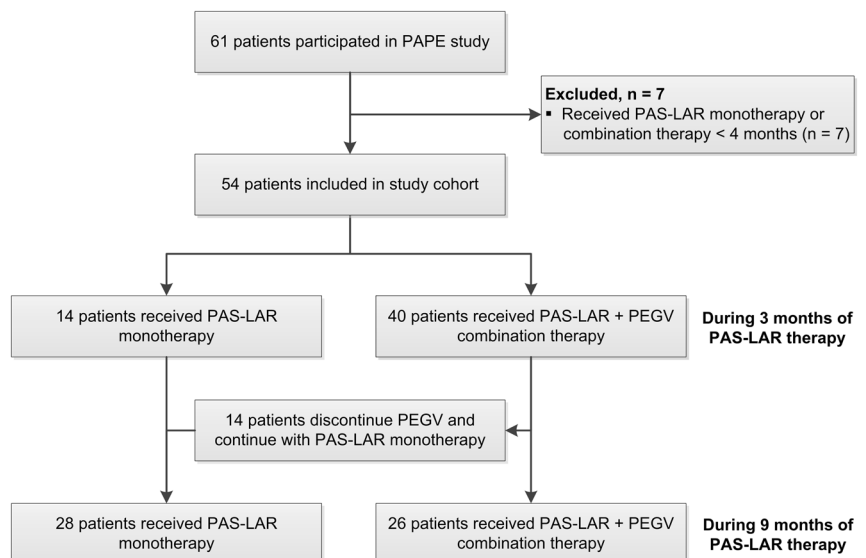 61 patients participated in PAPE study
Excluded, n = 7
▪ Received PAS-LAR monotherapy or
combination therapy < 4 months (n = 7)
54 patients included in study cohort
14 patients received PAS-LAR
monotherapy
40 patients received PAS-LAR + PEGV
combination therapy
During 3 months of
PAS-LAR therapy
14 patients discontinue PEGV and
continue with PAS-LAR monotherapy
28 patients received PAS-LAR
monotherapy
26 patients received PAS-LAR + PEGV
combination therapy
During 9 months of
PAS-LAR therapy